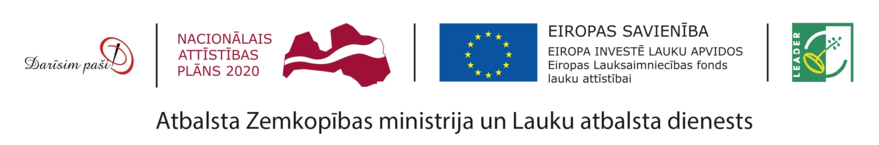 Darīsim paši!
NACIONĀLAIS
ATTĪSTĪBAS
PLĀNS 2020
EIROPAS SAVIENĪBA
EIROPA INVESTĒ LAUKU APVIDOS
Eiropas Lauksaimniecības fonds
lauku attīstībai
LEADER
Atbalsta Zemkopības ministrija un Lauku atbalsta dienests